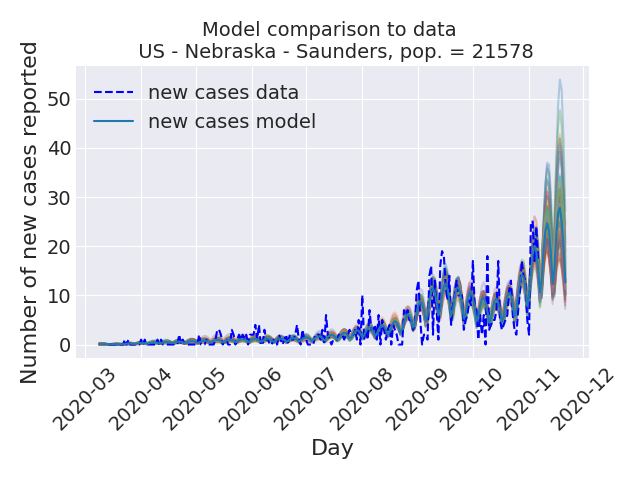 Model comparison to data
US - Nebraska - Saunders, pop. = 21578
Number of new cases reported
50
40
30
20
10
0
new cases data
new cases model
2020-03
2020-04
2020-05
2020-06
2020-07
2020-08
2020-09
2020-10
2020-11
2020-12
Day